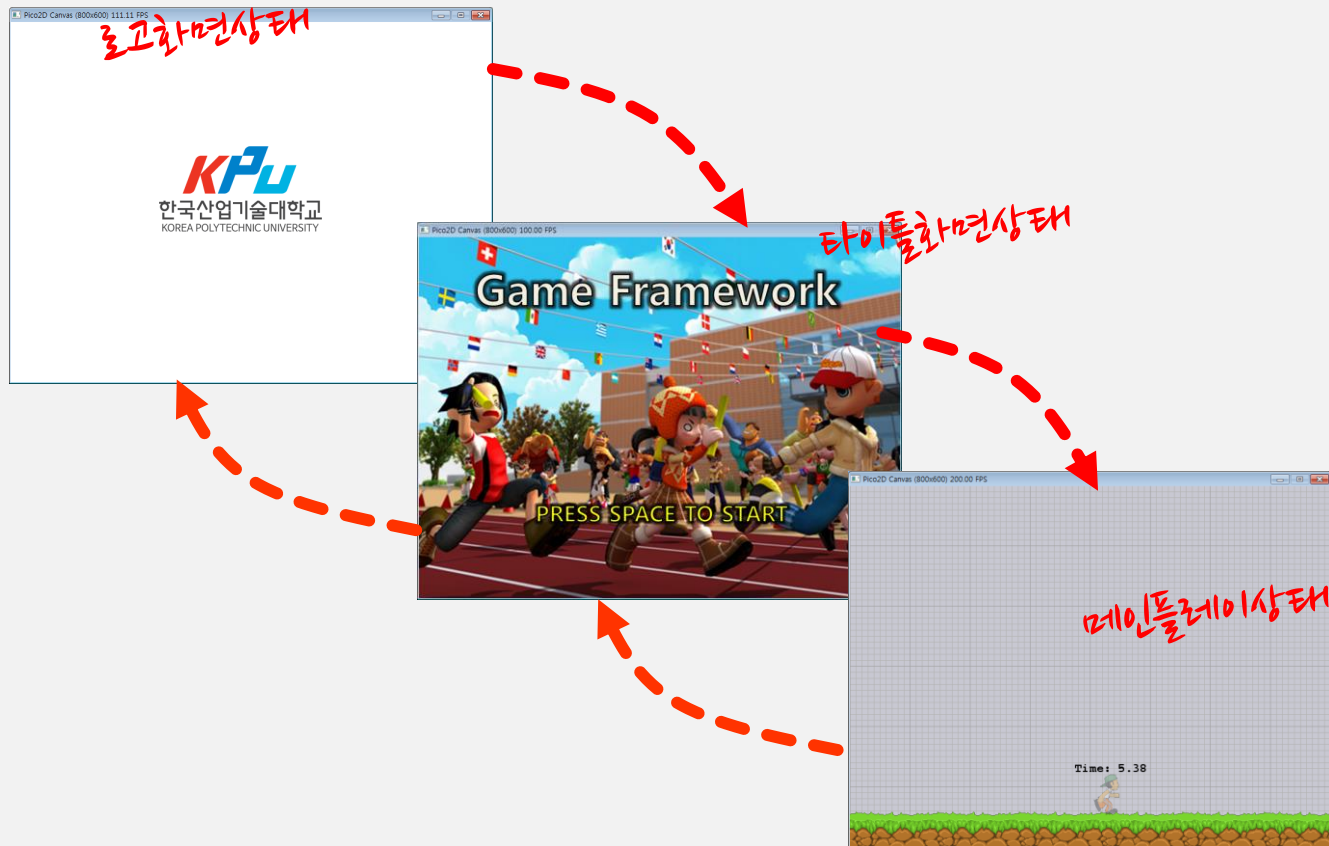 Pico2D Canvas (800x600) 111.11 FPS
로고화면상태
KPU
한국산업기술대학교
KOREA POLYTECHNIC UNIVERSITY
Pico2D Canvas (800x600) 100.00 FPS
타이틀화면상태
Game Framework
PRESS SPACE TO START
Pico2D Canvas (800x600) 200.00 FPS
메인플레이상태
Time: 5.38